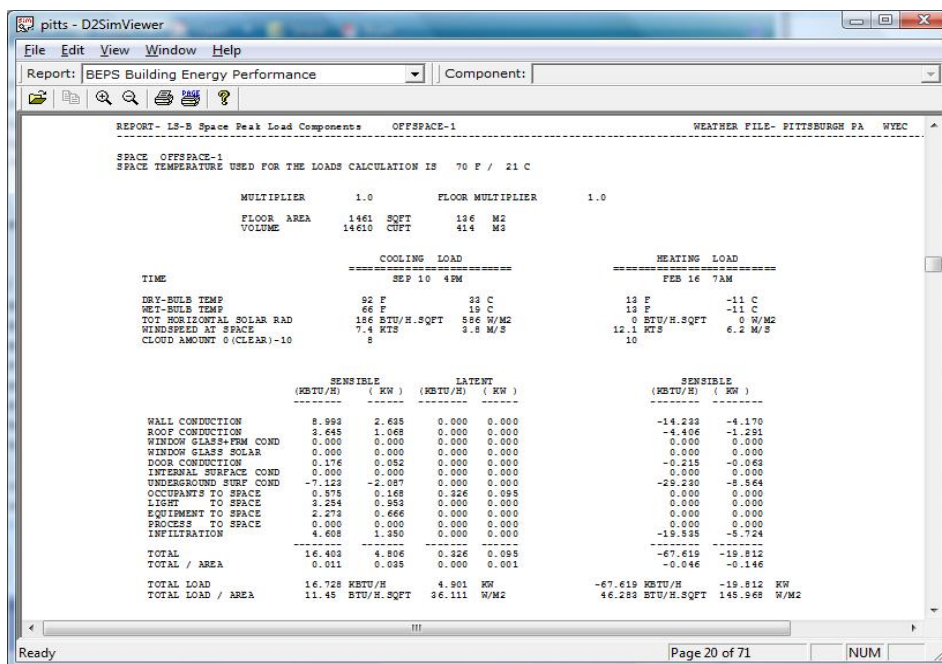 pitts - D2SimViewer
File Edit View Window Help
Report: BEPS Building Energy Performance Component:
REPORT- LS-B Space Peak Load Components OFFSPACE-1 WEATHER FILE- PITTSBURGH PA WYEC
SPACE OFFSPACE-1
SPACE TEMPERATURE USED FOR THE LOADS CALCULATION IS 70 F / 21 C
MULTIPLIER 1.0 FLOOR MULTIPLIER 1.0
FLOOR AREA 1461 SQFT 136 M2
VOLUME 14610 CUFT 414 M3
COOLING LOAD HEATING LOAD
TIME SEP 10 4PM FEB 16 7AM
DRY-BULB TEMP 92 F 33 C 13 F -11 C
WET-BULB TEMP 66 F 19 C 13 F -11 C
TOT HORIZONTAL SOLAR RAD 186 BTU/H.SQFT 586 W/M2 0 BTU/H.SQFT 0 W/M2
WINDSPEED AT SPACE 7.4 KTS 3.8 M/S 12.1 KTS 6.2 M/S
CLOUD AMOUNT 0(CLEAR)-10 8 10
SENSIBLE LATENT SENSIBLE
(KBTU/H) ( KW ) (KBTU/H) ( KW ) (KBTU/H) ( KW )
WALL CONDUCTION 8.993 2.635 0.000 0.000 -14.233 -4.170
ROOF CONDUCTION 3.645 1.068 0.000 0.000 -4.406 -1.291
WINDOW GLASS+FRM COND 0.000 0.000 0.000 0.000 0.000 0.000
WINDOW GLASS SOLAR 0.000 0.000 0.000 0.000 0.000 0.000
DOOR CONDUCTION 0.176 0.052 0.000 0.000 -0.215 -0.063
INTERNAL SURFACE COND 0.000 0.000 0.000 0.000 0.000 0.000
UNDERGROUND SURF COND -7.123 -2.087 0.000 0.000 -29.230 -8.564
OCCUPANTS TO SPACE 0.575 0.168 0.326 0.095 0.000 0.000
LIGHT TO SPACE 3.254 0.953 0.000 0.000 0.000 0.000
EQUIPMENT TO SPACE 2.273 0.666 0.000 0.000 0.000 0.000
PROCESS TO SPACE 0.000 0.000 0.000 0.000 0.000 0.000
INFILTRATION 4.608 1.350 0.000 0.000 -19.535 -5.724
TOTAL 16.403 4.806 0.326 0.095 -67.619 -19.812
TOTAL / AREA 0.011 0.035 0.000 0.001 -0.046 -0.146
TOTAL LOAD 16.728 KBTU/H 4.901 KW -67.619 KBTU/H -19.812 KW
TOTAL LOAD / AREA 11.45 BTU/H.SQFT 36.111 W/M2 46.283 BTU/H.SQFT 145.968 W/M2
Ready Page 20 of 71 NUM